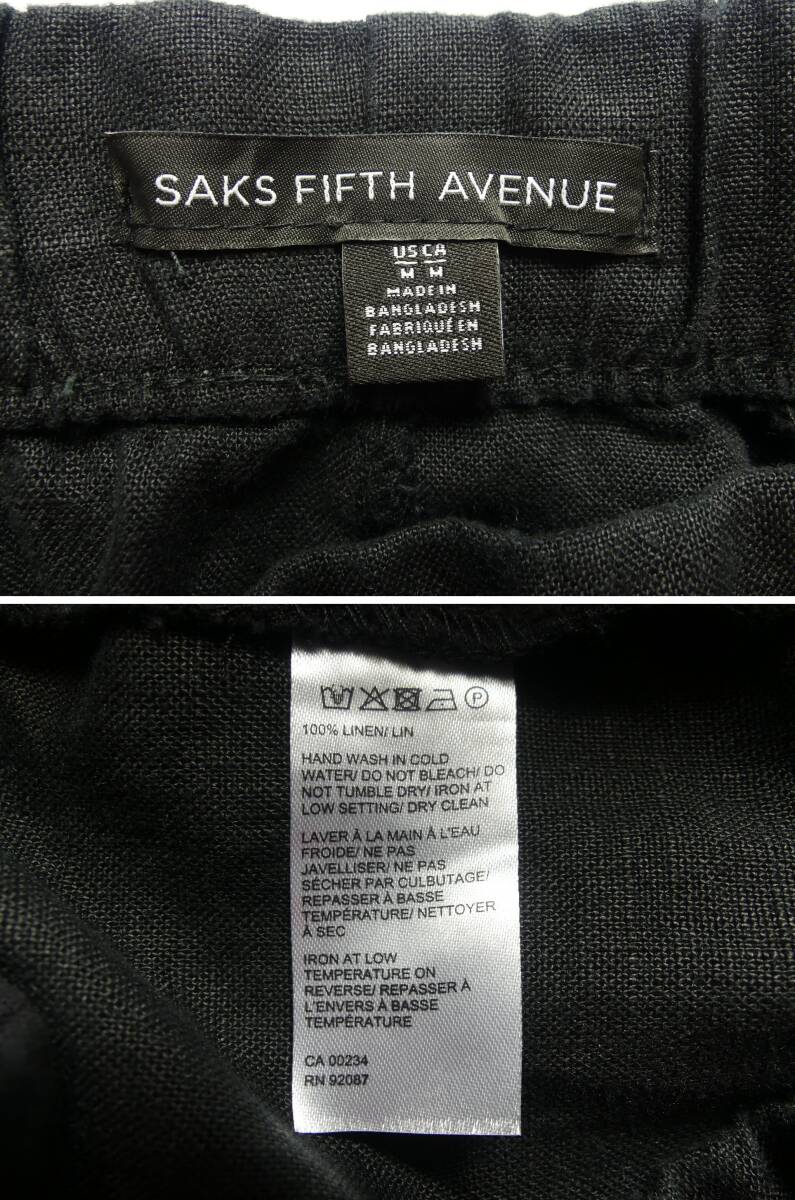 SAKS FIFTH AVENUE
US CA
M M
MADE IN
BANGLADESH
FABRIQUÉ EN
BANGLADESH
P
100% LINEN/ LIN
HAND WASH IN COLD
WATER/ DO NOT BLEACH/ DO
NOT TUMBLE DRY/ IRON AT
LOW SETTING/ DRY CLEAN
LAVER À LA MAIN À L'EAU
FROIDE/ NE PAS
JAVELLISER/ NE PAS
SÉCHER PAR CULBUTAGE/
REPASSER À BASSE
TEMPÉRATURE/ NETTOYER
À SEC
IRON AT LOW
TEMPERATURE ON
REVERSE/ REPASSER À
L'ENVERS À BASSE
TEMPÉRATURE
CA 00234
RN 92087